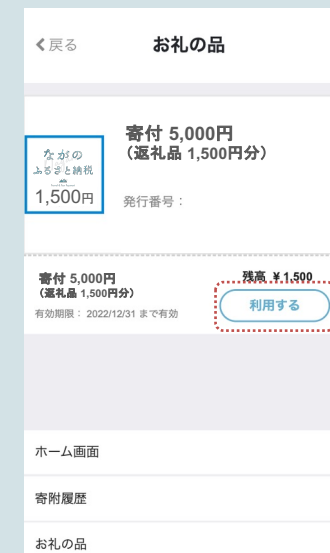 戻る
お礼の品
ながの
ふるさと納税
1,500円
寄付 5,000円
(返礼品 1,500円分)
発行番号：
寄付 5,000円
(返礼品 1,500円分)
有効期限： 2022/12/31 まで有効
残高 ¥1,500
利用する
ホーム画面
寄附履歴
お礼の品